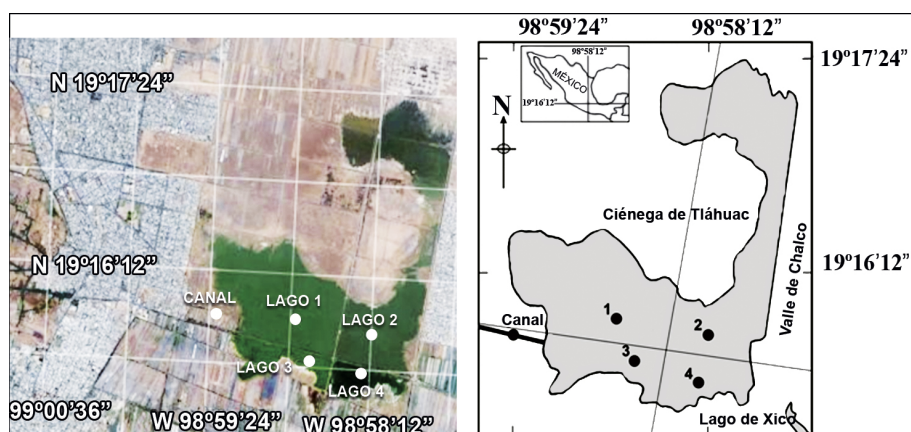 N 19º17’24”
N 19º16’12”
CANAL
LAGO 1
LAGO 2
LAGO 3
LAGO 4
99º00’36”
W 98º59’24”
W 98º58’12”
98º59’24”
98º58’12”
98º58’12”
MÉXICO
19º16’12”
N
19º17’24”
Ciénega de Tláhuac
Valle de Chalco
19º16’12”
1
2
Canal
3
4
Lago de Xico